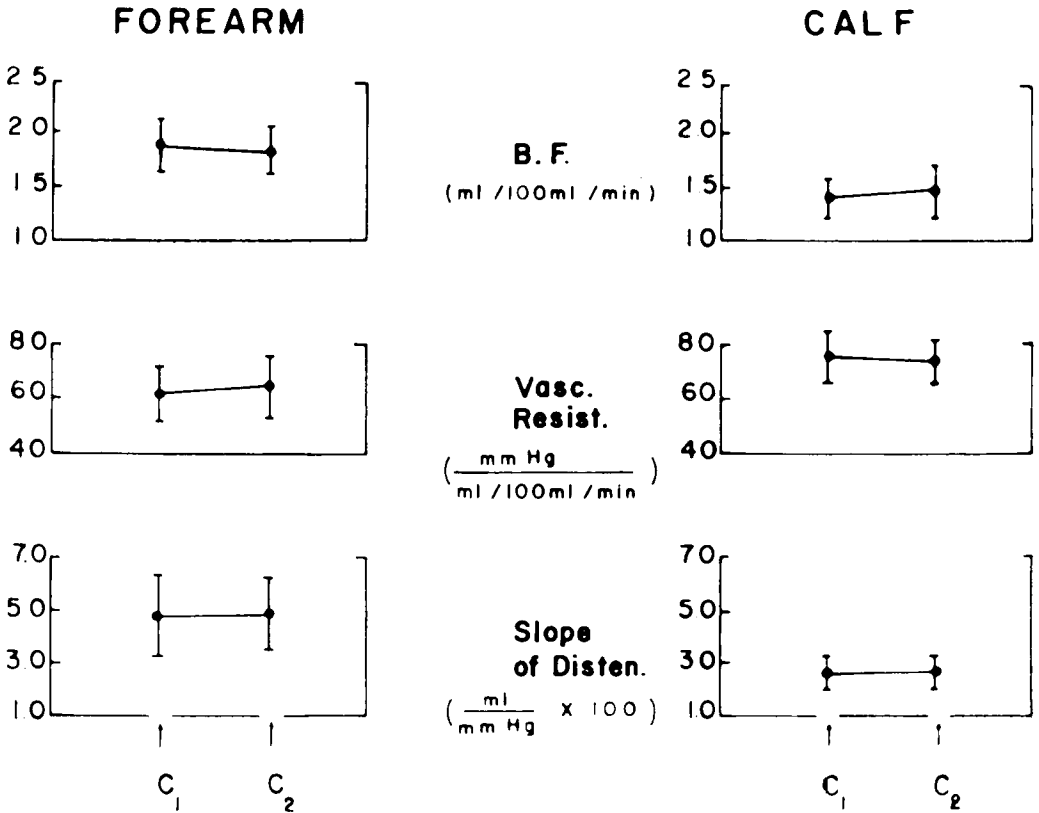 FOREARM
CALF
2 5
2 0
1 5
1 0
B. F.
(ml /100ml /min)
2 5
2 0
1 5
1 0
80
60
40
Vasc.
Resist.
( mm Hg
ml /100ml /min )
80
60
40
7.0
5.0
3.0
1.0
Slope
of Disten.
( ml
mm Hg × 100 )
7.0
5.0
3.0
1.0
C1 C2
C1 C2